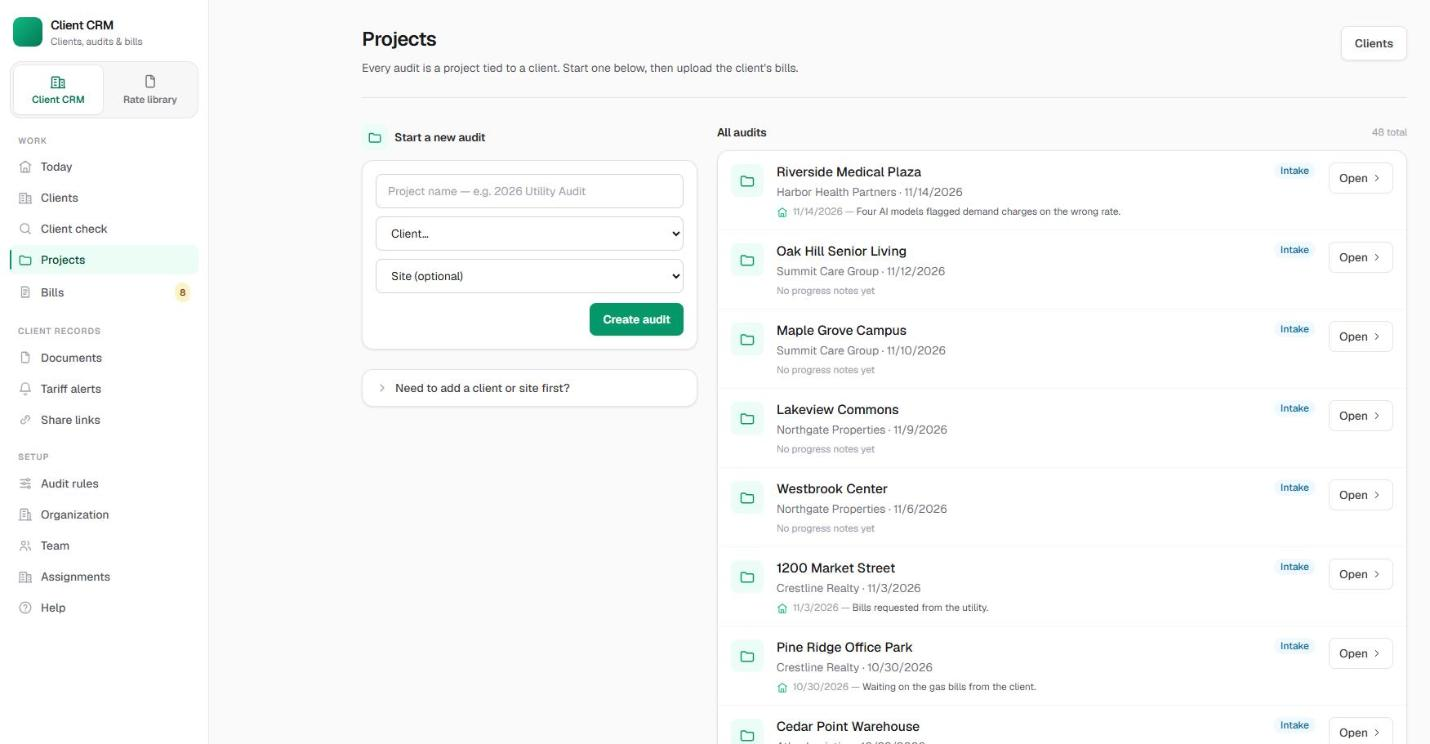 Client CRM
Clients, audits & bills
Client CRM
Rate library
WORK
Today
Clients
Client check
Projects
Bills
8
CLIENT RECORDS
Documents
Tariff alerts
Share links
SETUP
Audit rules
Organization
Team
Assignments
Help
Projects
Every audit is a project tied to a client. Start one below, then upload the client's bills.
Clients
Start a new audit
Project name — e.g. 2026 Utility Audit
Client...
Site (optional)
Create audit
Need to add a client or site first?
All audits
48 total
Riverside Medical Plaza
Harbor Health Partners · 11/14/2026
11/14/2026 — Four AI models flagged demand charges on the wrong rate.
Intake
Open
Oak Hill Senior Living
Summit Care Group · 11/12/2026
No progress notes yet
Intake
Open
Maple Grove Campus
Summit Care Group · 11/10/2026
No progress notes yet
Intake
Open
Lakeview Commons
Northgate Properties · 11/9/2026
No progress notes yet
Intake
Open
Westbrook Center
Northgate Properties · 11/6/2026
No progress notes yet
Intake
Open
1200 Market Street
Crestline Realty · 11/3/2026
11/3/2026 — Bills requested from the utility.
Intake
Open
Pine Ridge Office Park
Crestline Realty · 10/30/2026
10/30/2026 — Waiting on the gas bills from the client.
Intake
Open
Cedar Point Warehouse
Intake
Open